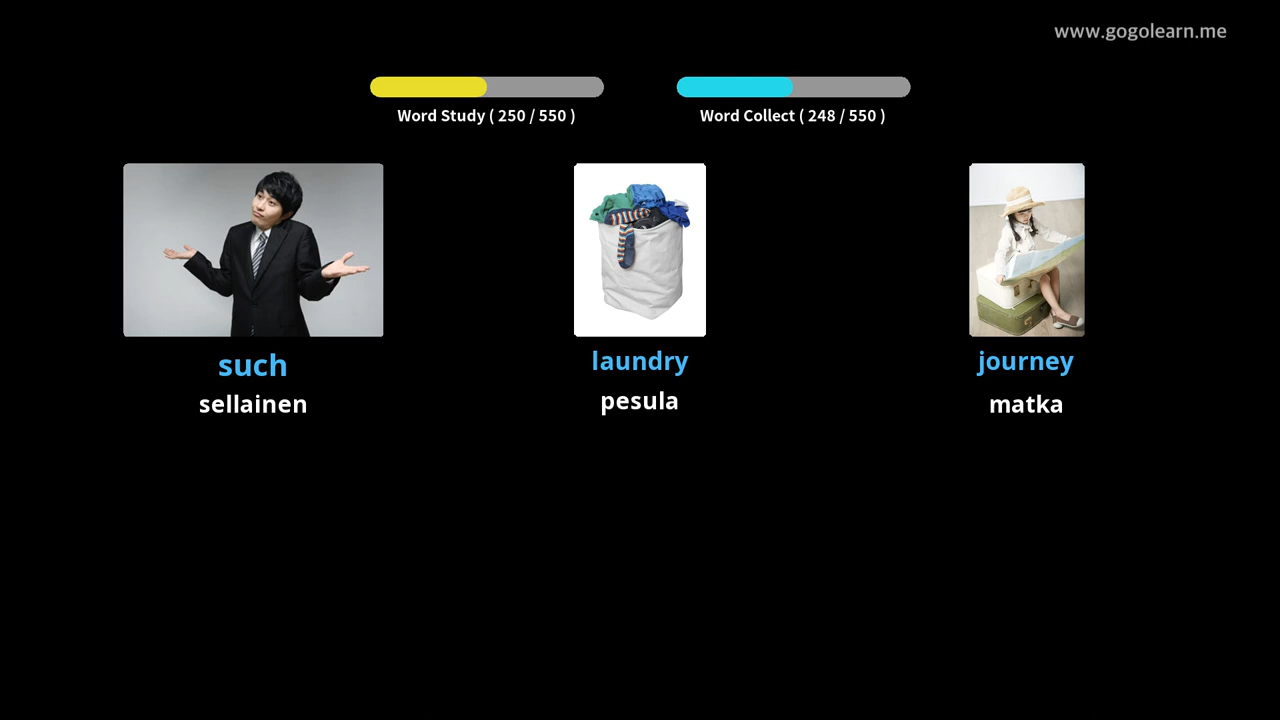 www.gogolearn.me
Word Study ( 250 / 550 )
Word Collect ( 248 / 550 )
such
sellainen
laundry
pesula
journey
matka